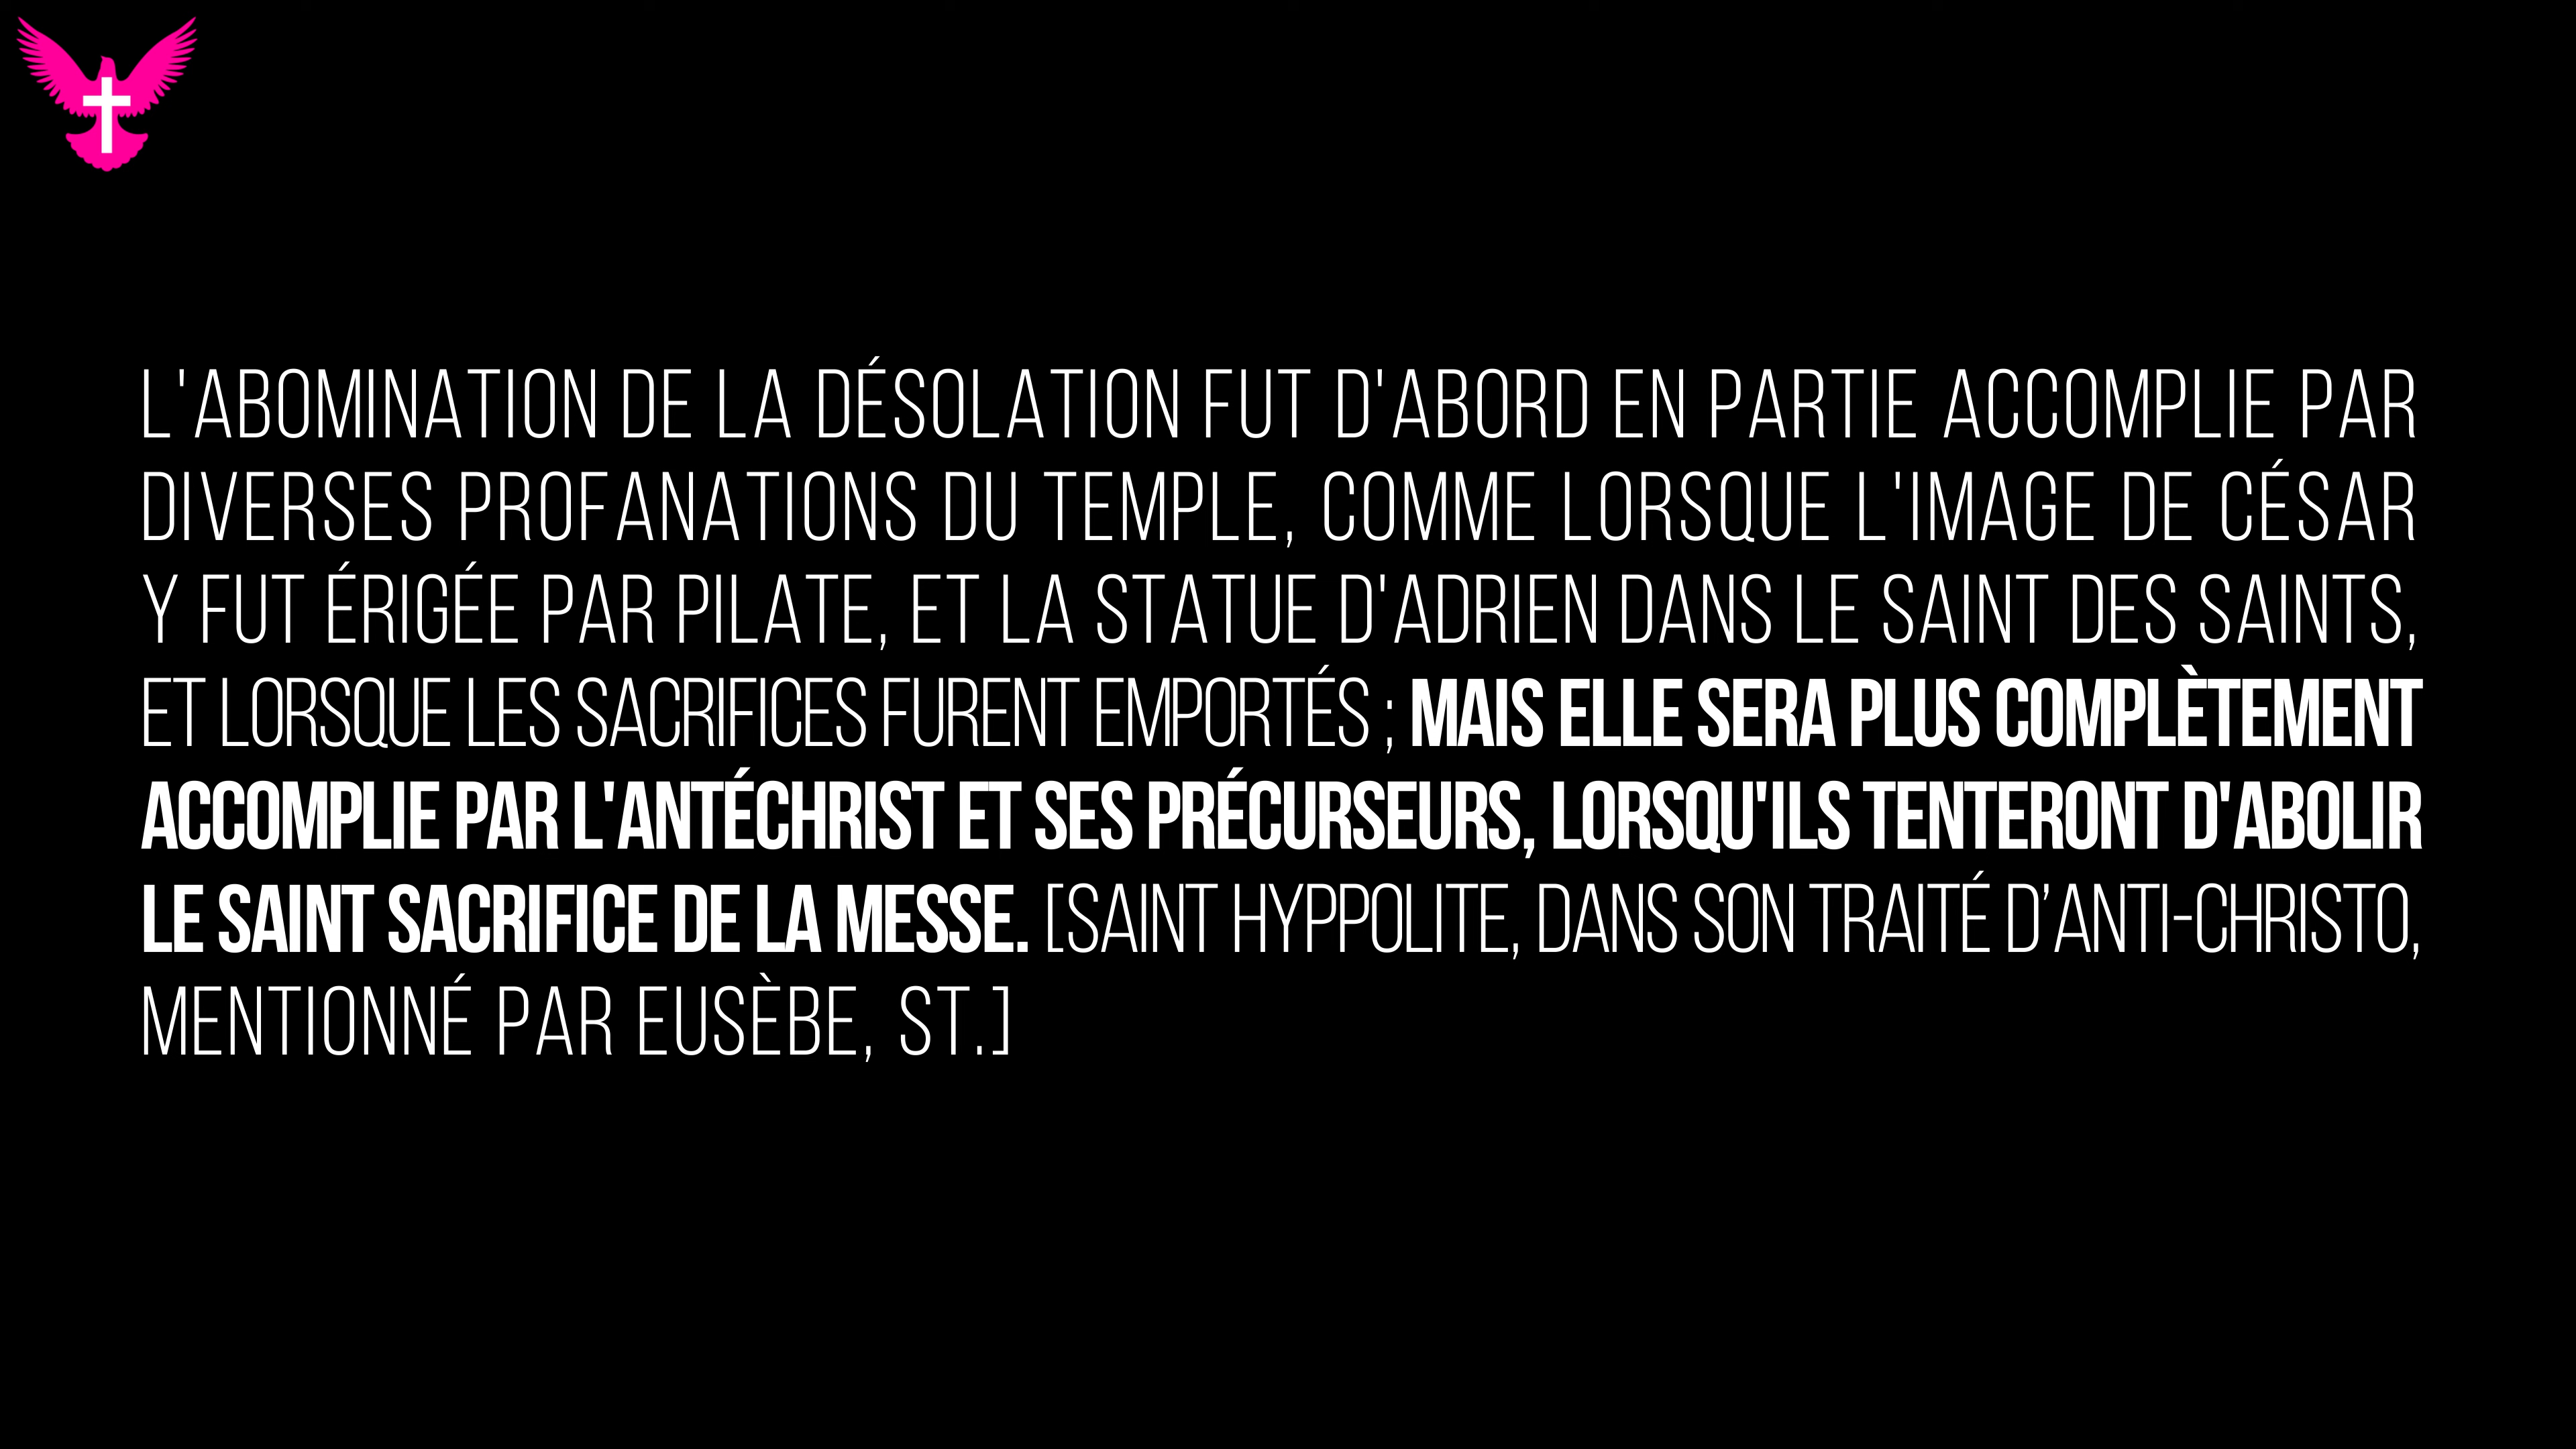 L'ABOMINATION DE LA DÉSOLATION FUT D'ABORD EN PARTIE ACCOMPLIE PAR
DIVERSES PROFANATIONS DU TEMPLE, COMME LORSQUE L'IMAGE DE CÉSAR
Y FUT ÉRIGÉE PAR PILATE, ET LA STATUE D'ADRIEN DANS LE SAINT DES SAINTS,
ET LORSQUE LES SACRIFICES FURENT EMPORTÉS ; MAIS ELLE SERA PLUS COMPLÈTEMENT
ACCOMPLIE PAR L'ANTÉCHRIST ET SES PRÉCURSEURS, LORSQU'ILS TENTERONT D'ABOLIR
LE SAINT SACRIFICE DE LA MESSE. [SAINT HYPPOLITE, DANS SON TRAITÉ D’ANTI-CHRISTO,
MENTIONNÉ PAR EUSÈBE, ST.]